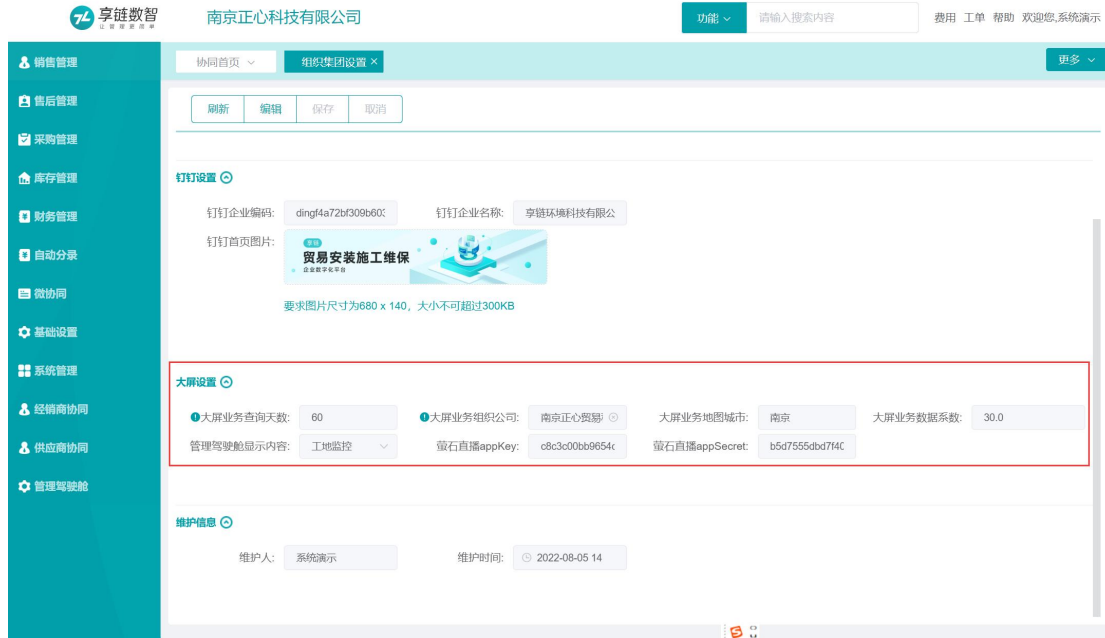 享链数智
让管理更简单
南京正心科技有限公司
功能
请输入搜索内容
费用 工单 帮助 欢迎您,系统演示
销售管理
售后管理
采购管理
库存管理
财务管理
自动分录
微协同
基础设置
系统管理
经销商协同
供应商协同
管理驾驶舱
协同首页
组织集团设置 ×
更多
刷新 编辑 保存 取消
钉钉设置
钉钉企业编码: dingf4a72bf309b603 钉钉企业名称: 享链环境科技有限公
钉钉首页图片:
享链
贸易安装施工维保
企业数字化平台
要求图片尺寸为680 x 140，大小不可超过300KB
大屏设置
大屏业务查询天数: 60 大屏业务组织公司: 南京正心贸易 大屏业务地图城市: 南京 大屏业务数据系数: 30.0
管理驾驶舱显示内容: 工地监控 萤石直播appKey: c8c3c00bb9654c 萤石直播appSecret: b5d7555dbd7f40
维护信息
维护人: 系统演示 维护时间: 2022-08-05 14